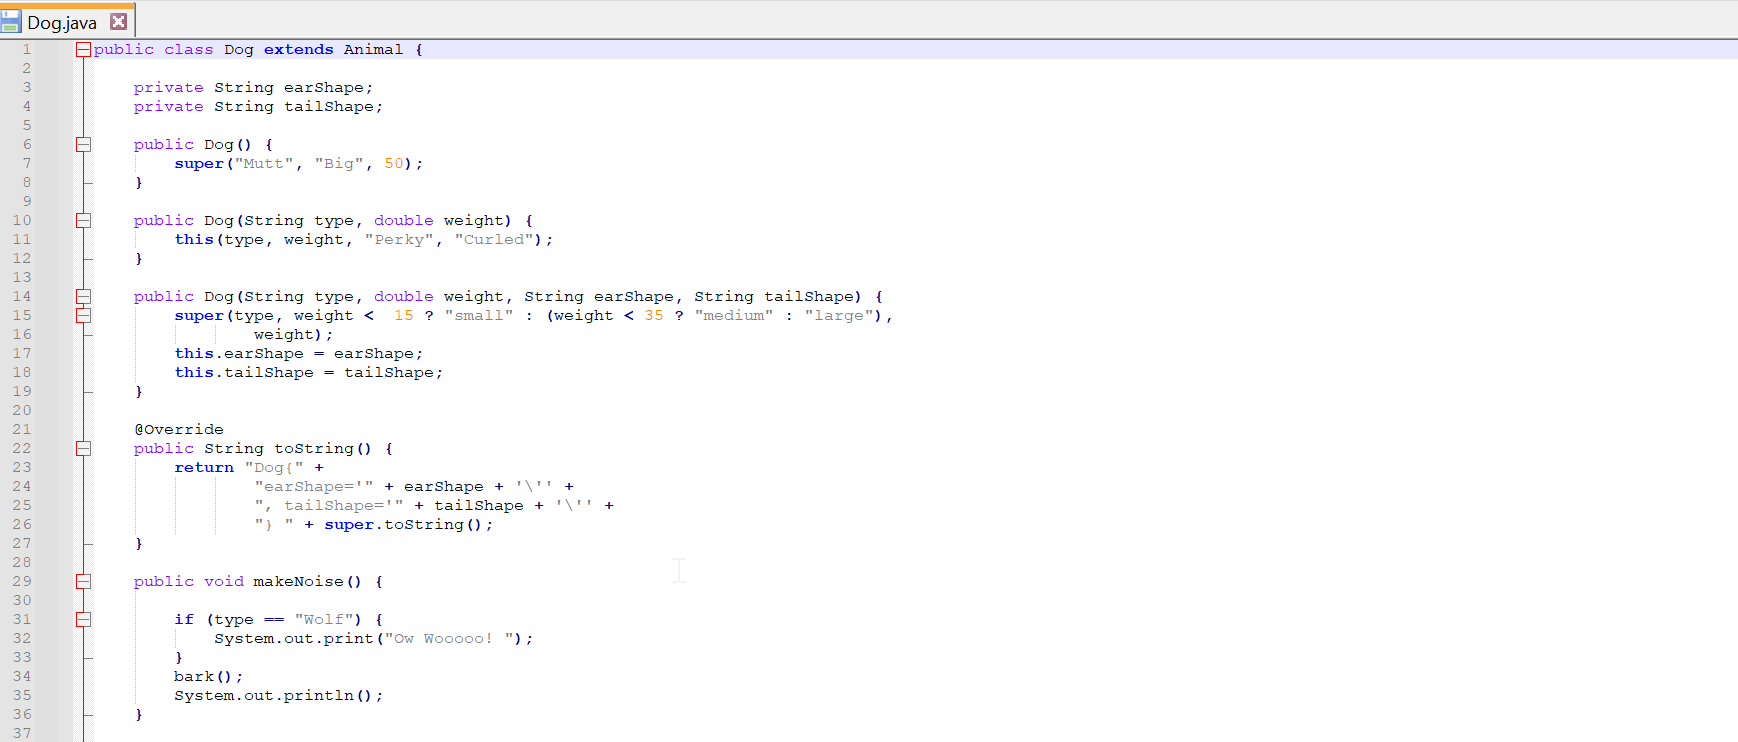 Dog.java
1 public class Dog extends Animal {
2
3 private String earShape;
4 private String tailShape;
5
6 public Dog() {
7 super("Mutt", "Big", 50);
8 }
9
10 public Dog(String type, double weight) {
11 this(type, weight, "Perky", "Curled");
12 }
13
14 public Dog(String type, double weight, String earShape, String tailShape) {
15 super(type, weight <  15 ? "small" : (weight < 35 ? "medium" : "large"),
16 weight);
17 this.earShape = earShape;
18 this.tailShape = tailShape;
19 }
20
21 @Override
22 public String toString() {
23 return "Dog{" +
24 "earShape='" + earShape + '\'' +
25 ", tailShape='" + tailShape + '\'' +
26 "} " + super.toString();
27 }
28
29 public void makeNoise() {
30
31 if (type == "Wolf") {
32 System.out.print("Ow Wooooo! ");
33 }
34 bark();
35 System.out.println();
36 }
37